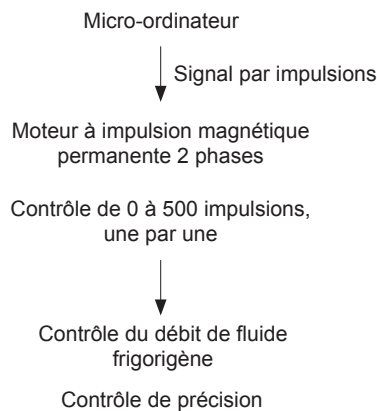 Micro-ordinateur
Signal par impulsions
Moteur à impulsion magnétique
permanente 2 phases
Contrôle de 0 à 500 impulsions,
une par une
Contrôle du débit de fluide
frigorigène
Contrôle de précision